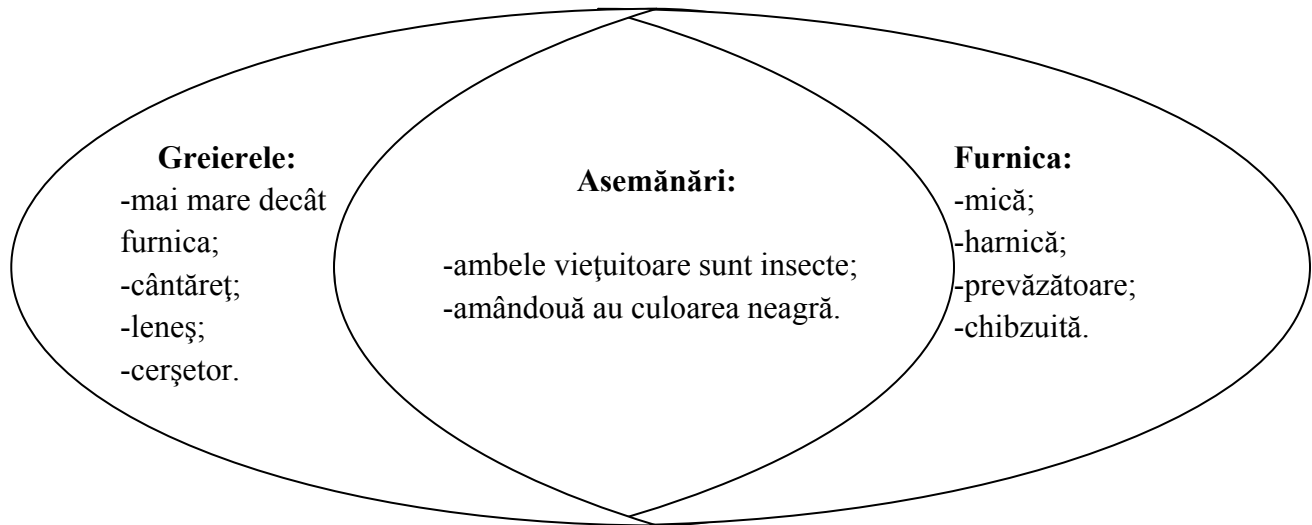 Greierele:
-mai mare decât
furnica;
-cântăreţ;
-leneş;
-cerşetor.
Asemănări:
-ambele vieţuitoare sunt insecte;
-amândouă au culoarea neagră.
Furnica:
-mică;
-harnică;
-prevăzătoare;
-chibzuită.